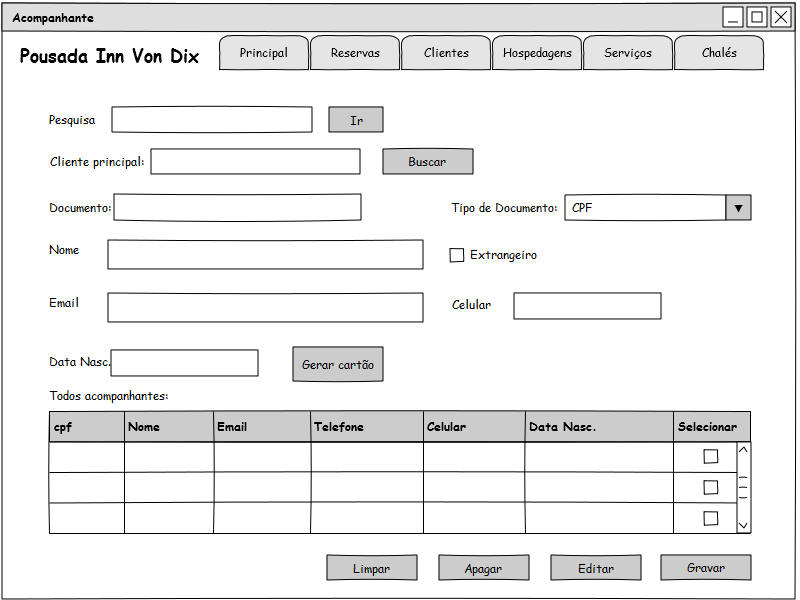 Acompanhante
Pousada Inn Von Dix
Principal
Reservas
Clientes
Hospedagens
Serviços
Chalés
Pesquisa
Ir
Cliente principal:
Buscar
Documento:
Tipo de Documento:
CPF
Nome
Extrangeiro
Email
Celular
Data Nasc.
Gerar cartão
Todos acompanhantes:
cpf Nome Email Telefone Celular Data Nasc. Selecionar
Limpar
Apagar
Editar
Gravar